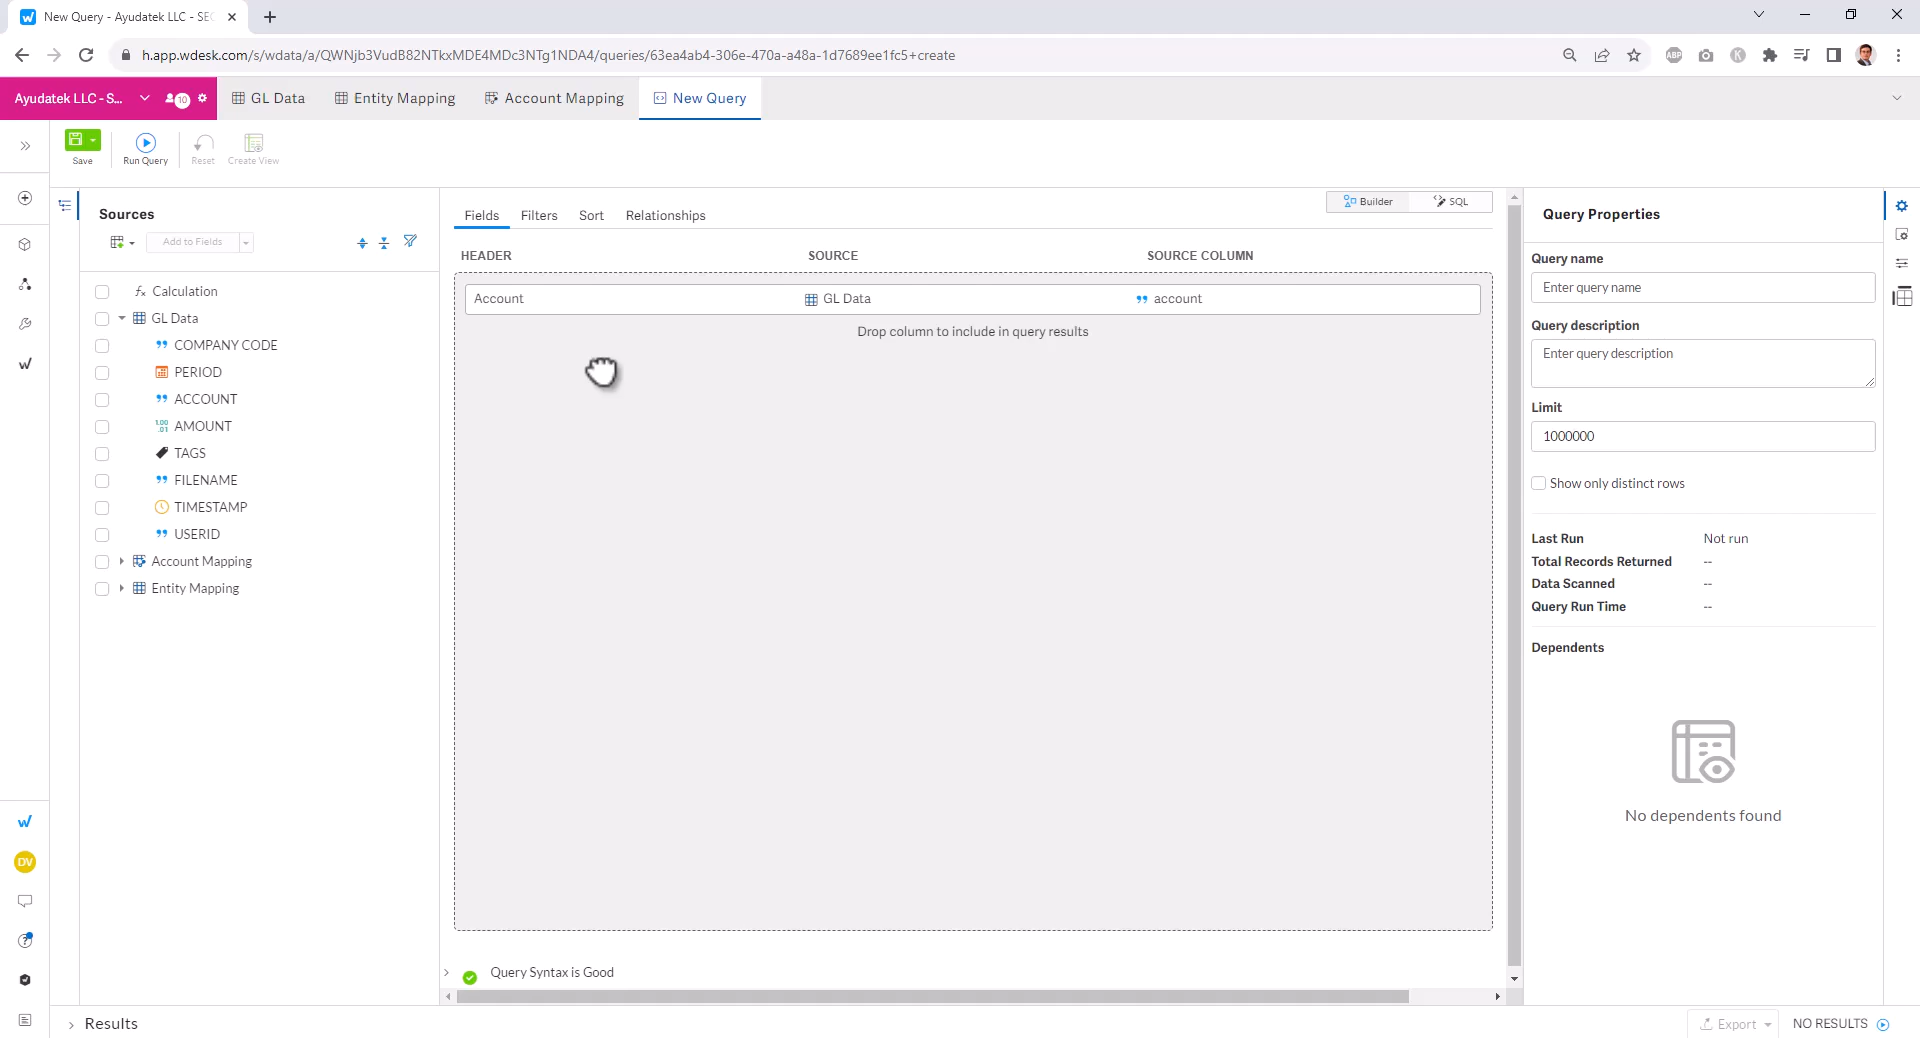 New Query - Ayudatek LLC - SEC
h.app.wdesk.com/s/wdata/a/QWNjb3VudB82NTkxMDE4MDc3NTg1NDA4/queries/63ea4ab4-306e-470a-a48a-1d7689ee1fc5+create
ABP
K
Ayudatek LLC - S...
10
GL Data
Entity Mapping
Account Mapping
New Query
Save
Run Query
Reset
Create View
Sources
Add to Fields
Calculation
GL Data
COMPANY CODE
PERIOD
ACCOUNT
AMOUNT
TAGS
FILENAME
TIMESTAMP
USERID
Account Mapping
Entity Mapping
Fields
Filters
Sort
Relationships
Builder
SQL
HEADER
SOURCE
SOURCE COLUMN
Account
GL Data
account
Drop column to include in query results
Query Syntax is Good
Query Properties
Query name
Enter query name
Query description
Enter query description
Limit
1000000
Show only distinct rows
Last Run Not run
Total Records Returned --
Data Scanned --
Query Run Time --
Dependents
No dependents found
DV
Results
Export
NO RESULTS